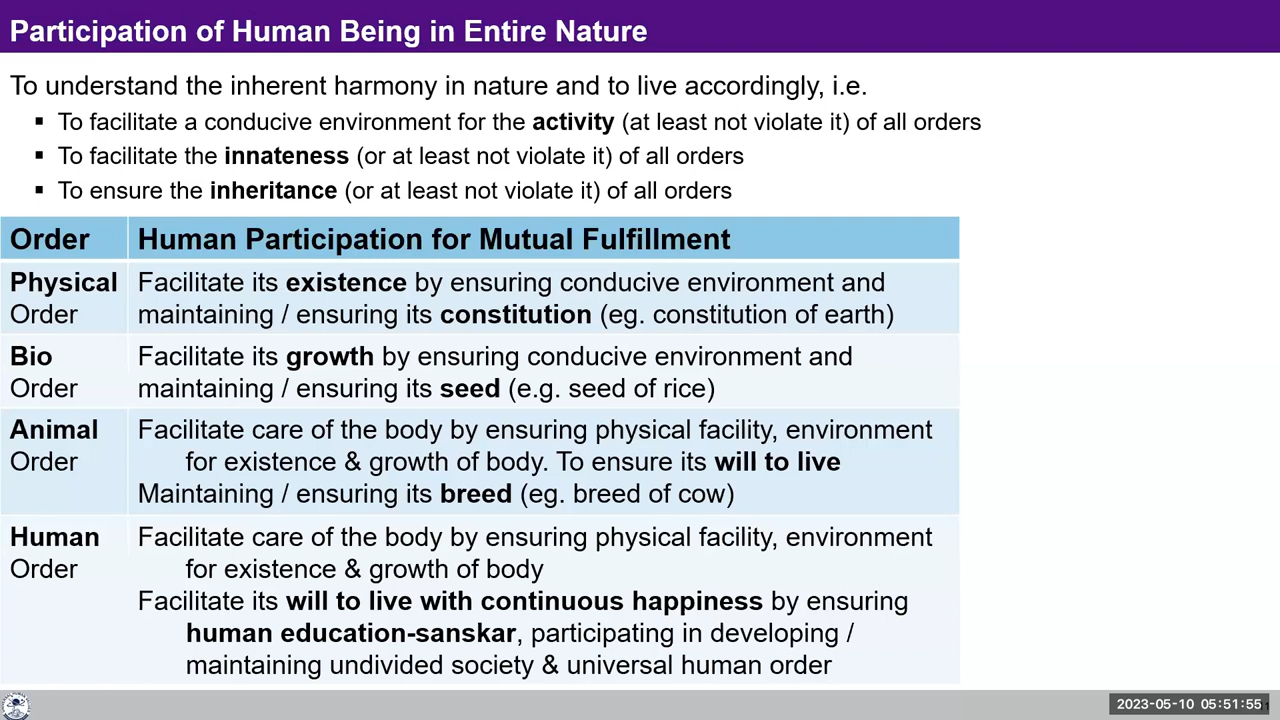 Participation of Human Being in Entire Nature
To understand the inherent harmony in nature and to live accordingly, i.e.
▪ To facilitate a conducive environment for the activity (at least not violate it) of all orders
▪ To facilitate the innateness (or at least not violate it) of all orders
▪ To ensure the inheritance (or at least not violate it) of all orders
Order Human Participation for Mutual Fulfillment
Physical Facilitate its existence by ensuring conducive environment and
Order maintaining / ensuring its constitution (eg. constitution of earth)
Bio Facilitate its growth by ensuring conducive environment and
Order maintaining / ensuring its seed (e.g. seed of rice)
Animal Facilitate care of the body by ensuring physical facility, environment
Order for existence & growth of body. To ensure its will to live
Maintaining / ensuring its breed (eg. breed of cow)
Human Facilitate care of the body by ensuring physical facility, environment
Order for existence & growth of body
Facilitate its will to live with continuous happiness by ensuring
human education-sanskar, participating in developing /
maintaining undivided society & universal human order
2023-05-10 05:51:55